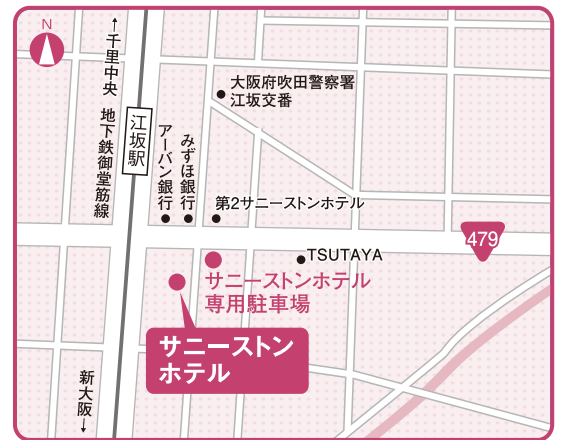 N
↑千里中央
地下鉄御堂筋線
江坂駅
アーバン銀行
みずほ銀行
大阪府吹田警察署
江坂交番
第2サニーストンホテル
479
TSUTAYA
サニーストンホテル
専用駐車場
サニーストン
ホテル
新大阪↓